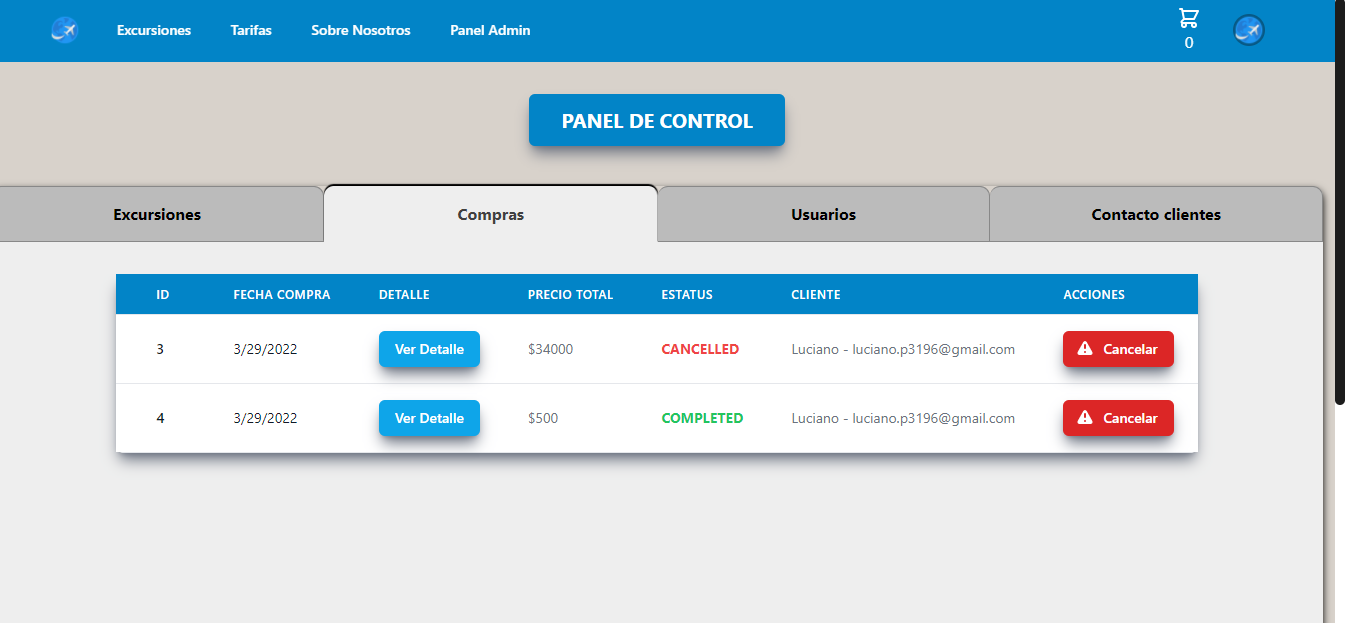 Excursiones Tarifas Sobre Nosotros Panel Admin
0
PANEL DE CONTROL
Excursiones Compras Usuarios Contacto clientes
ID FECHA COMPRA DETALLE PRECIO TOTAL ESTATUS CLIENTE ACCIONES
3 3/29/2022 Ver Detalle $34000 CANCELLED Luciano - luciano.p3196@gmail.com Cancelar
4 3/29/2022 Ver Detalle $500 COMPLETED Luciano - luciano.p3196@gmail.com Cancelar